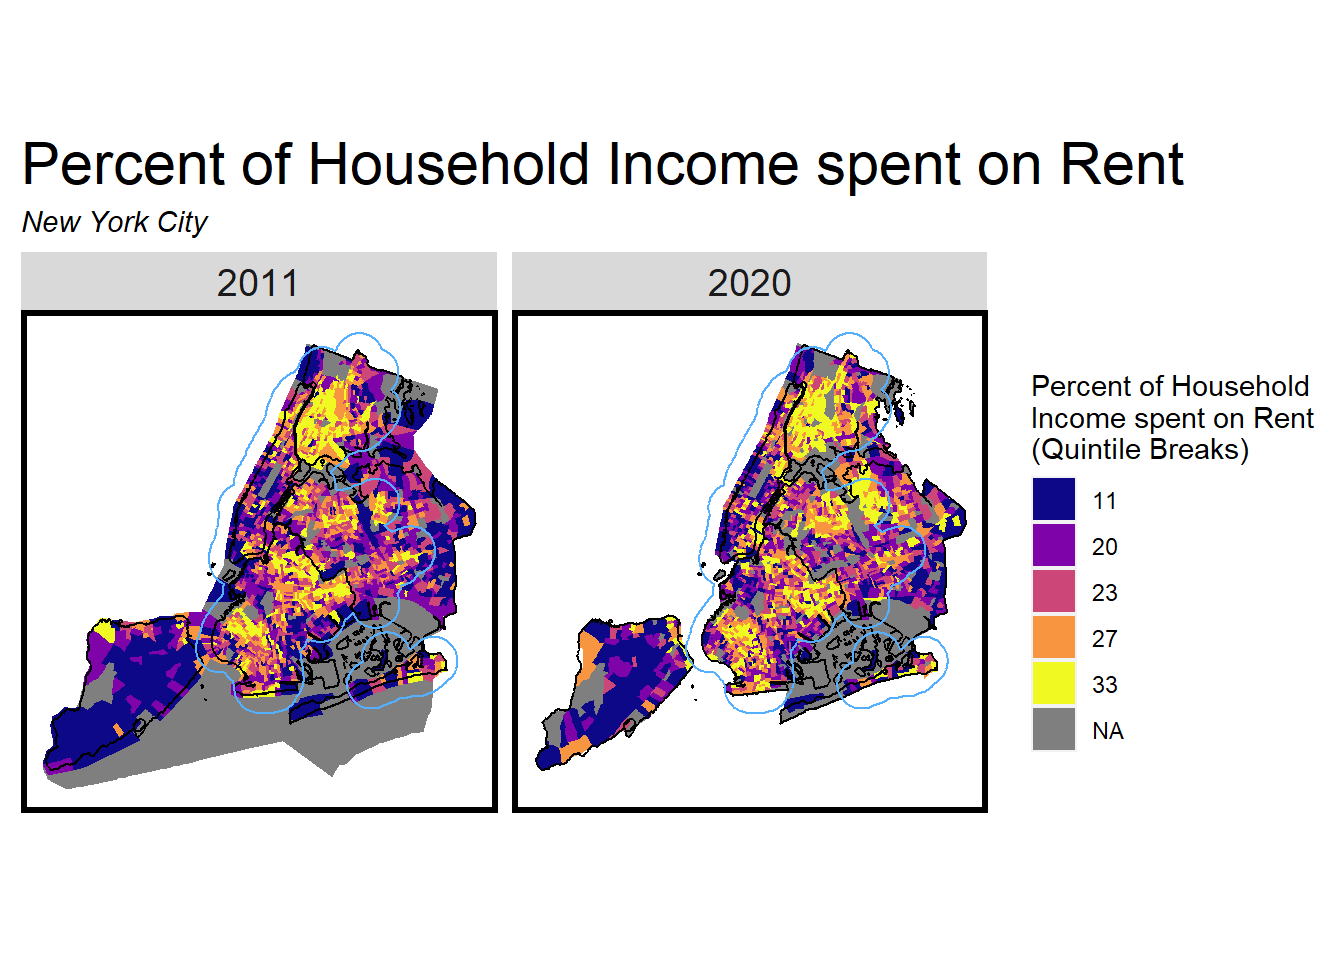 Percent of Household Income spent on Rent
New York City
2011
2020
Percent of Household
Income spent on Rent
(Quintile Breaks)
11
20
23
27
33
NA